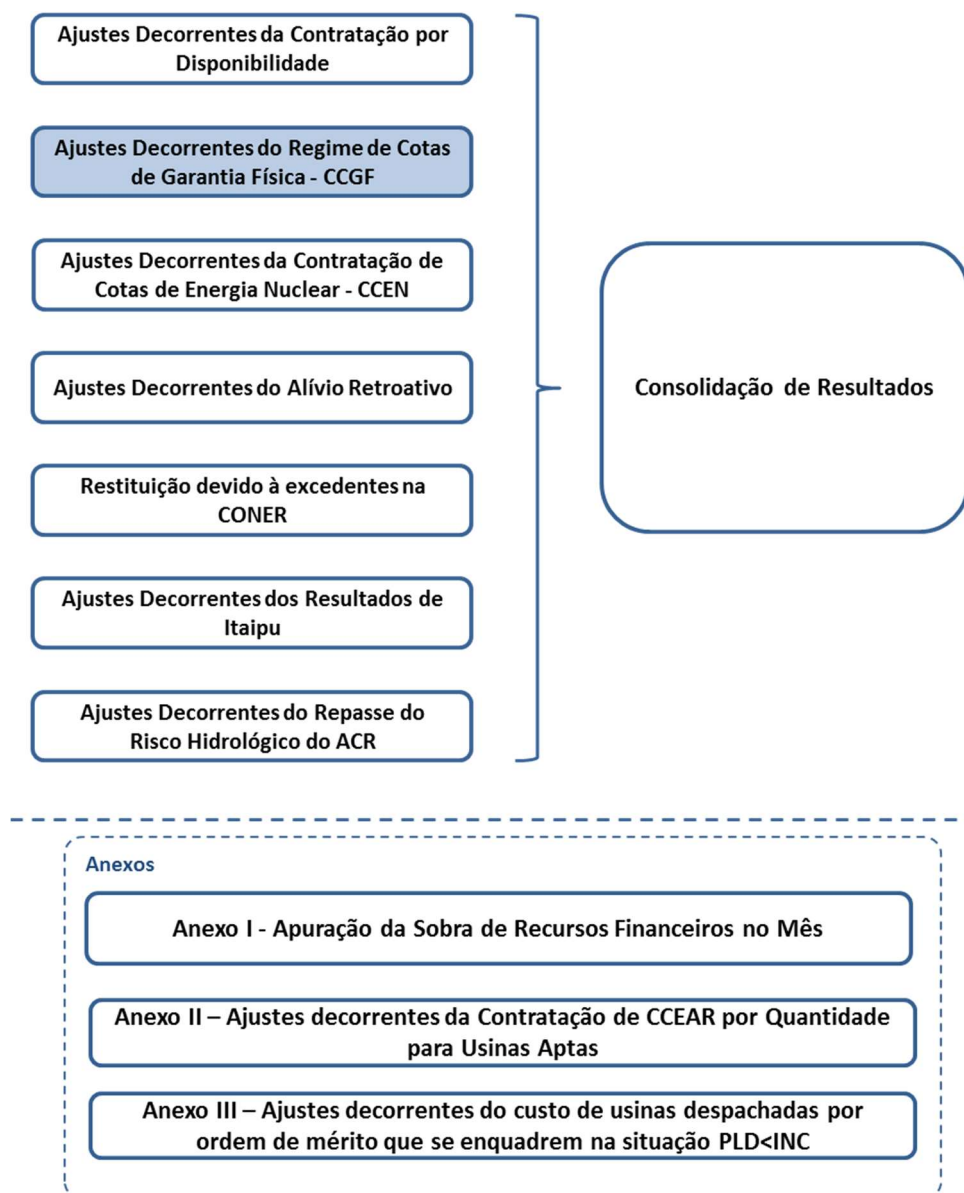 Ajustes Decorrentes da Contratação por
Disponibilidade
Ajustes Decorrentes do Regime de Cotas
de Garantia Física - CCGF
Ajustes Decorrentes da Contratação de
Cotas de Energia Nuclear - CCEN
Ajustes Decorrentes do Alívio Retroativo
Restituição devido à excedentes na
CONER
Ajustes Decorrentes dos Resultados de
Itaipu
Ajustes Decorrentes do Repasse do
Risco Hidrológico do ACR
Consolidação de Resultados
Anexos
Anexo I - Apuração da Sobra de Recursos Financeiros no Mês
Anexo II – Ajustes decorrentes da Contratação de CCEAR por Quantidade
para Usinas Aptas
Anexo III – Ajustes decorrentes do custo de usinas despachadas por
ordem de mérito que se enquadrem na situação PLD<INC